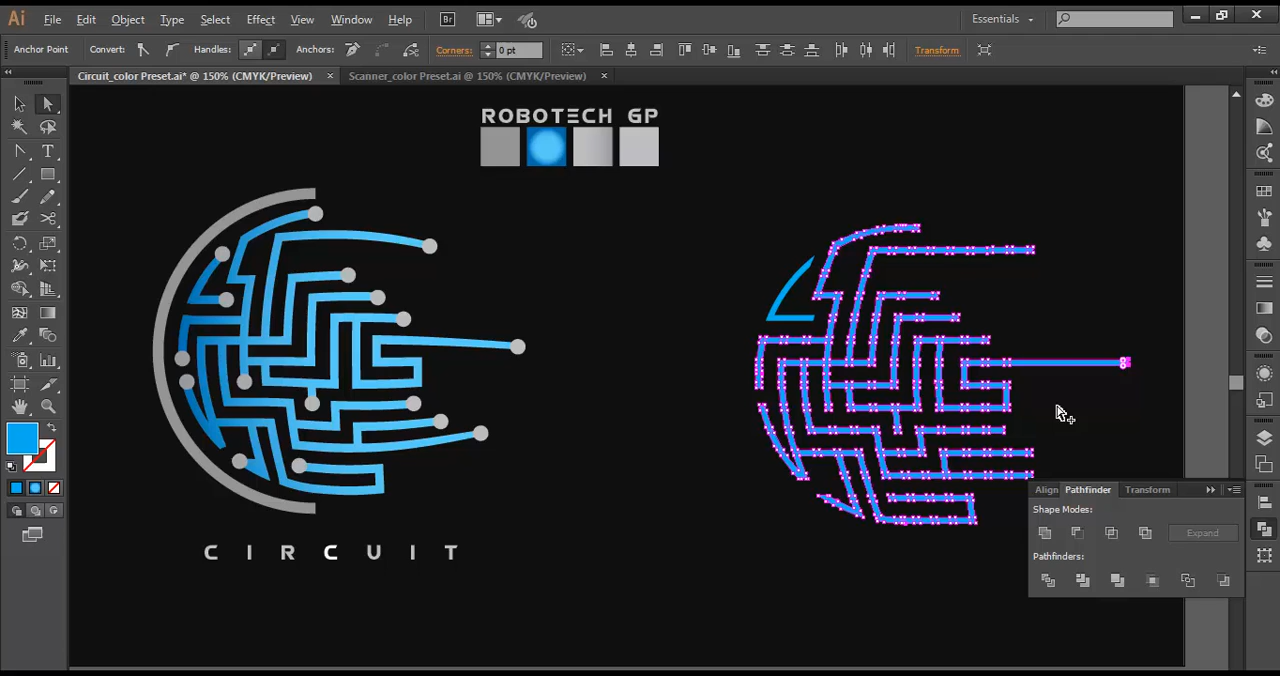 Ai File Edit Object Type Select Effect View Window Help Br Essentials
Anchor Point Convert: Handles: Anchors: Corners: 0 pt Transform
Circuit_color Preset.ai* @ 150% (CMYK/Preview) × Scanner_color Preset.ai @ 150% (CMYK/Preview) ×
ROBOTECH GP
CIRCUIT
Align Pathfinder Transform
Shape Modes:
Expand
Pathfinders: